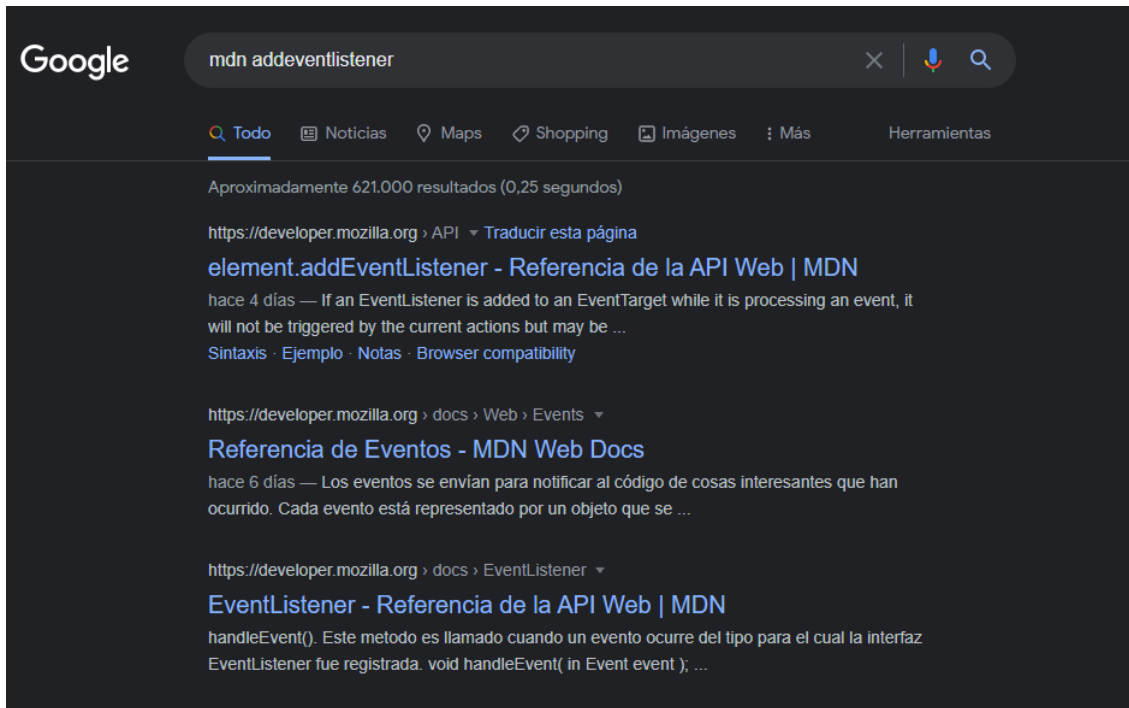 Google
mdn addeventlistener
Todo Noticias Maps Shopping Imágenes Más Herramientas
Aproximadamente 621.000 resultados (0,25 segundos)
https://developer.mozilla.org › API Traducir esta página
element.addEventListener - Referencia de la API Web | MDN
hace 4 días — If an EventListener is added to an EventTarget while it is processing an event, it
will not be triggered by the current actions but may be ...
Sintaxis · Ejemplo · Notas · Browser compatibility
https://developer.mozilla.org › docs › Web › Events
Referencia de Eventos - MDN Web Docs
hace 6 días — Los eventos se envían para notificar al código de cosas interesantes que han
ocurrido. Cada evento está representado por un objeto que se ...
https://developer.mozilla.org › docs › EventListener
EventListener - Referencia de la API Web | MDN
handleEvent(). Este metodo es llamado cuando un evento ocurre del tipo para el cual la interfaz
EventListener fue registrada. void handleEvent( in Event event ); ...